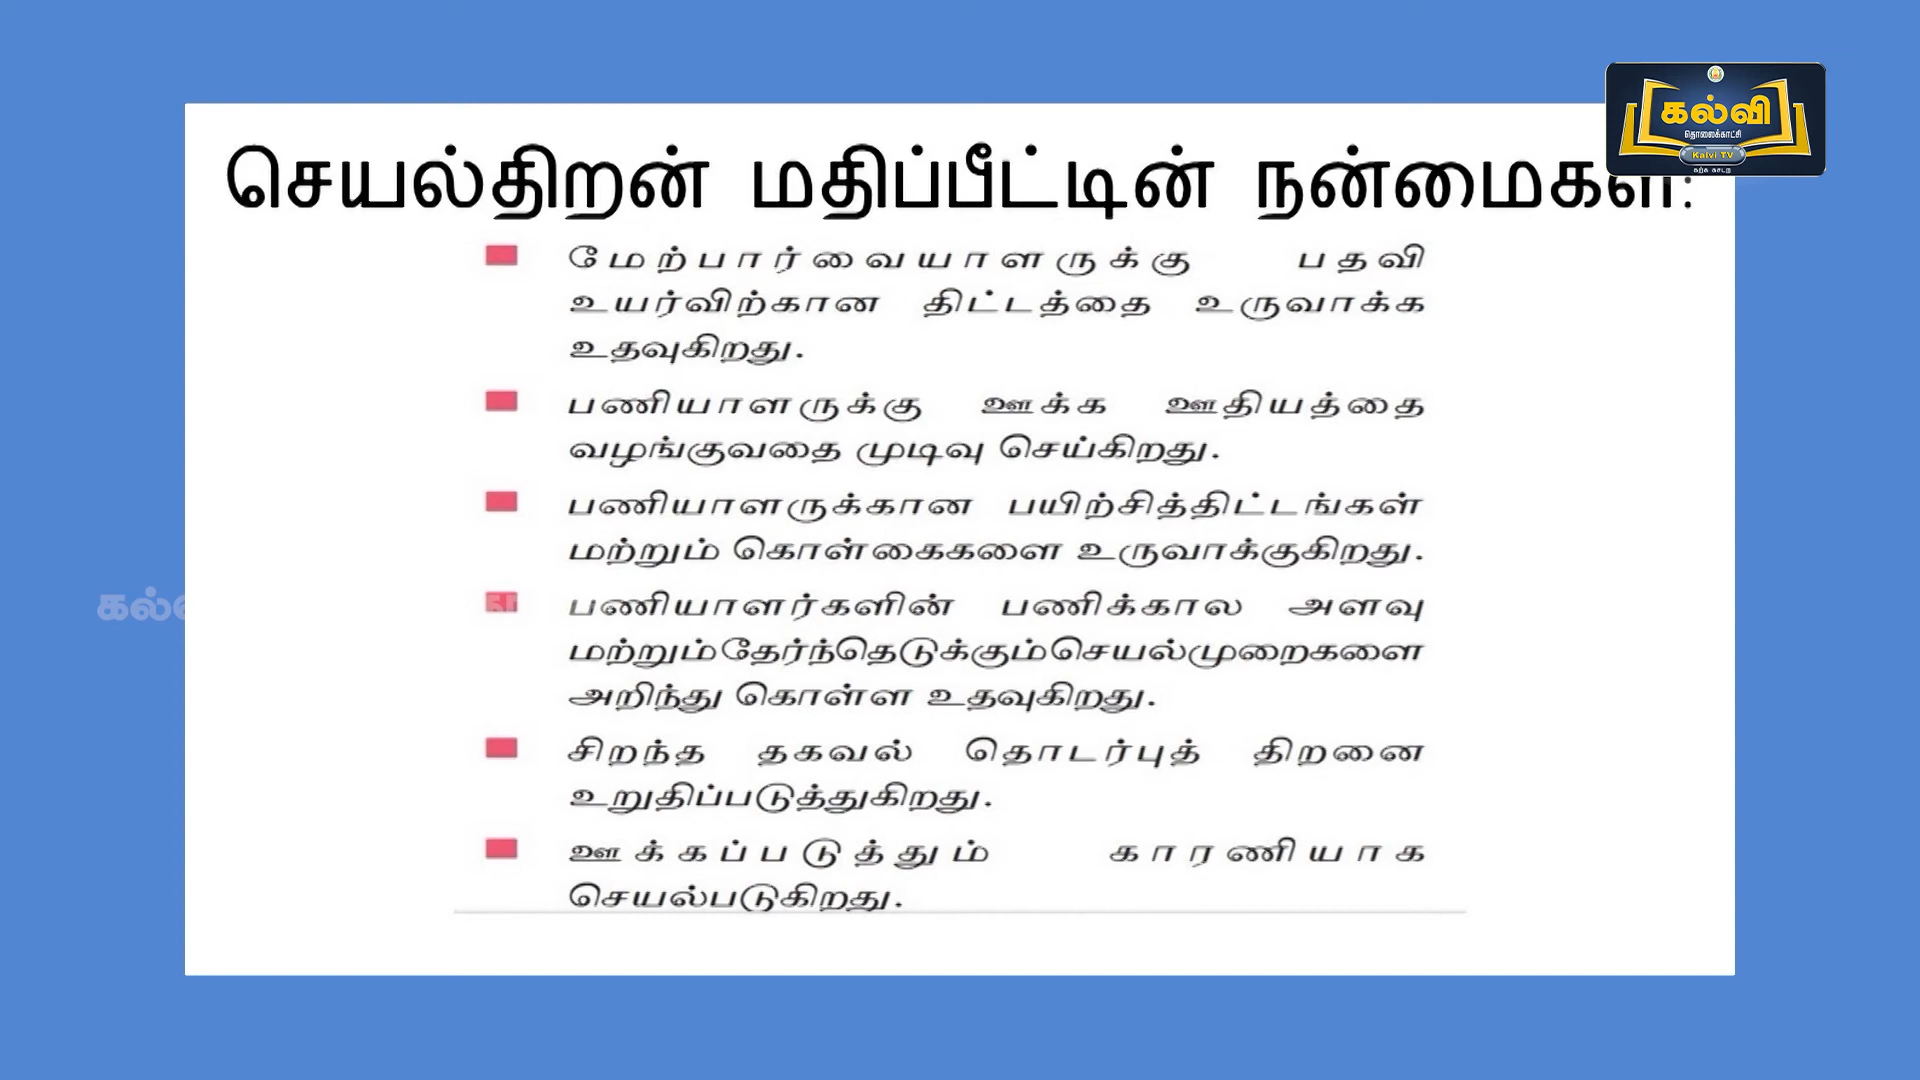 கல்வி
தொலைக்காட்சி
Kalvi TV
செயல்திறன் மதிப்பீட்டின் நன்மைகள்:
மேற்பார்வையாளருக்கு பதவி
உயர்விற்கான திட்டத்தை உருவாக்க
உதவுகிறது.
பணியாளருக்கு ஊக்க ஊதியத்தை
வழங்குவதை முடிவு செய்கிறது.
பணியாளருக்கான பயிற்சித்திட்டங்கள்
மற்றும் கொள்கைகளை உருவாக்குகிறது.
பணியாளர்களின் பணிக்கால அளவு
மற்றும் தேர்ந்தெடுக்கும் செயல்முறைகளை
அறிந்து கொள்ள உதவுகிறது.
சிறந்த தகவல் தொடர்புத் திறனை
உறுதிப்படுத்துகிறது.
ஊக்கப்படுத்தும் காரணியாக
செயல்படுகிறது.